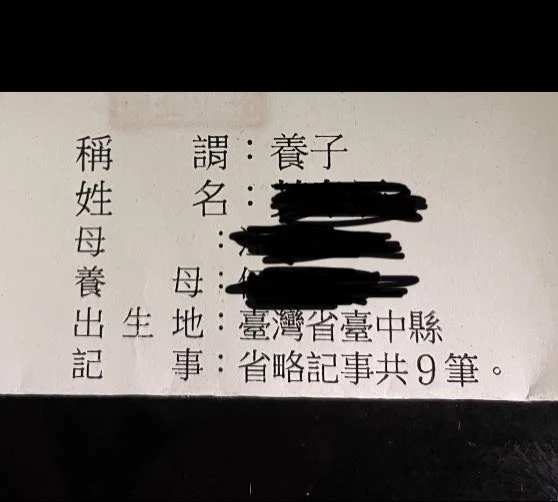 稱謂：養子
姓名：
母：
養母：
出生地：臺灣省臺中縣
記事：省略記事共9筆。